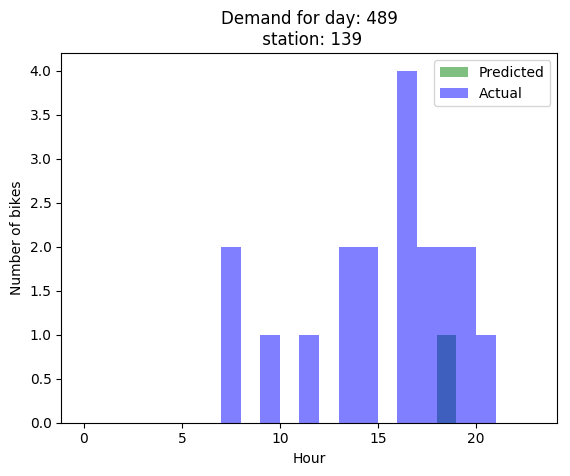 Demand for day: 489
station: 139
Predicted
Actual
4.0
3.5
3.0
2.5
2.0
1.5
1.0
0.5
0.0
Number of bikes
0 5 10 15 20
Hour